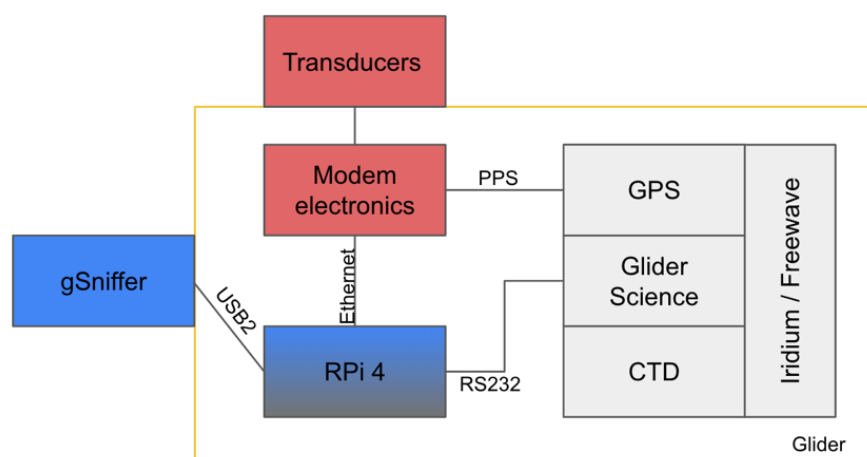 Transducers
Modem
electronics
PPS
GPS
gSniffer
USB2
Ethernet
Glider
Science
Iridium / Freewave
RPi 4
RS232
CTD
Glider